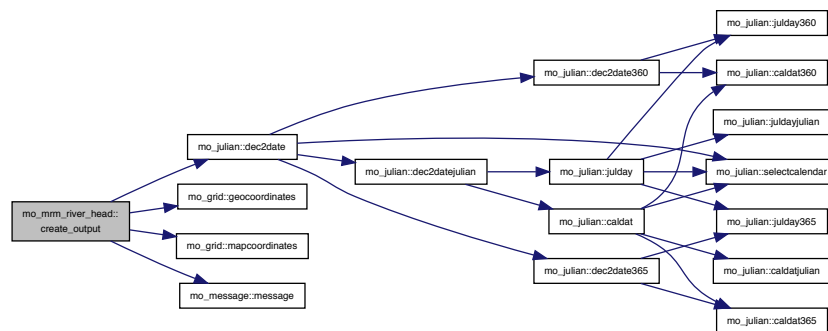 mo_mrm_river_head::
create_output
mo_julian::dec2date
mo_grid::geocoordinates
mo_grid::mapcoordinates
mo_message::message
mo_julian::dec2datejulian
mo_julian::dec2date360
mo_julian::julday
mo_julian::caldat
mo_julian::dec2date365
mo_julian::julday360
mo_julian::caldat360
mo_julian::juldayjulian
mo_julian::selectcalendar
mo_julian::julday365
mo_julian::caldatjulian
mo_julian::caldat365